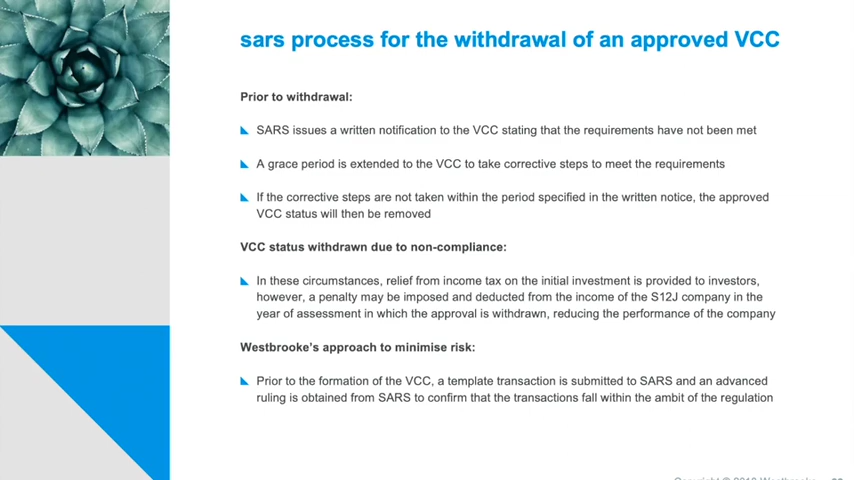 sars process for the withdrawal of an approved VCC
Prior to withdrawal:
SARS issues a written notification to the VCC stating that the requirements have not been met
A grace period is extended to the VCC to take corrective steps to meet the requirements
If the corrective steps are not taken within the period specified in the written notice, the approved
VCC status will then be removed
VCC status withdrawn due to non-compliance:
In these circumstances, relief from income tax on the initial investment is provided to investors,
however, a penalty may be imposed and deducted from the income of the S12J company in the
year of assessment in which the approval is withdrawn, reducing the performance of the company
Westbrooke's approach to minimise risk:
Prior to the formation of the VCC, a template transaction is submitted to SARS and an advanced
ruling is obtained from SARS to confirm that the transactions fall within the ambit of the regulation
Copyright © Westbrooke